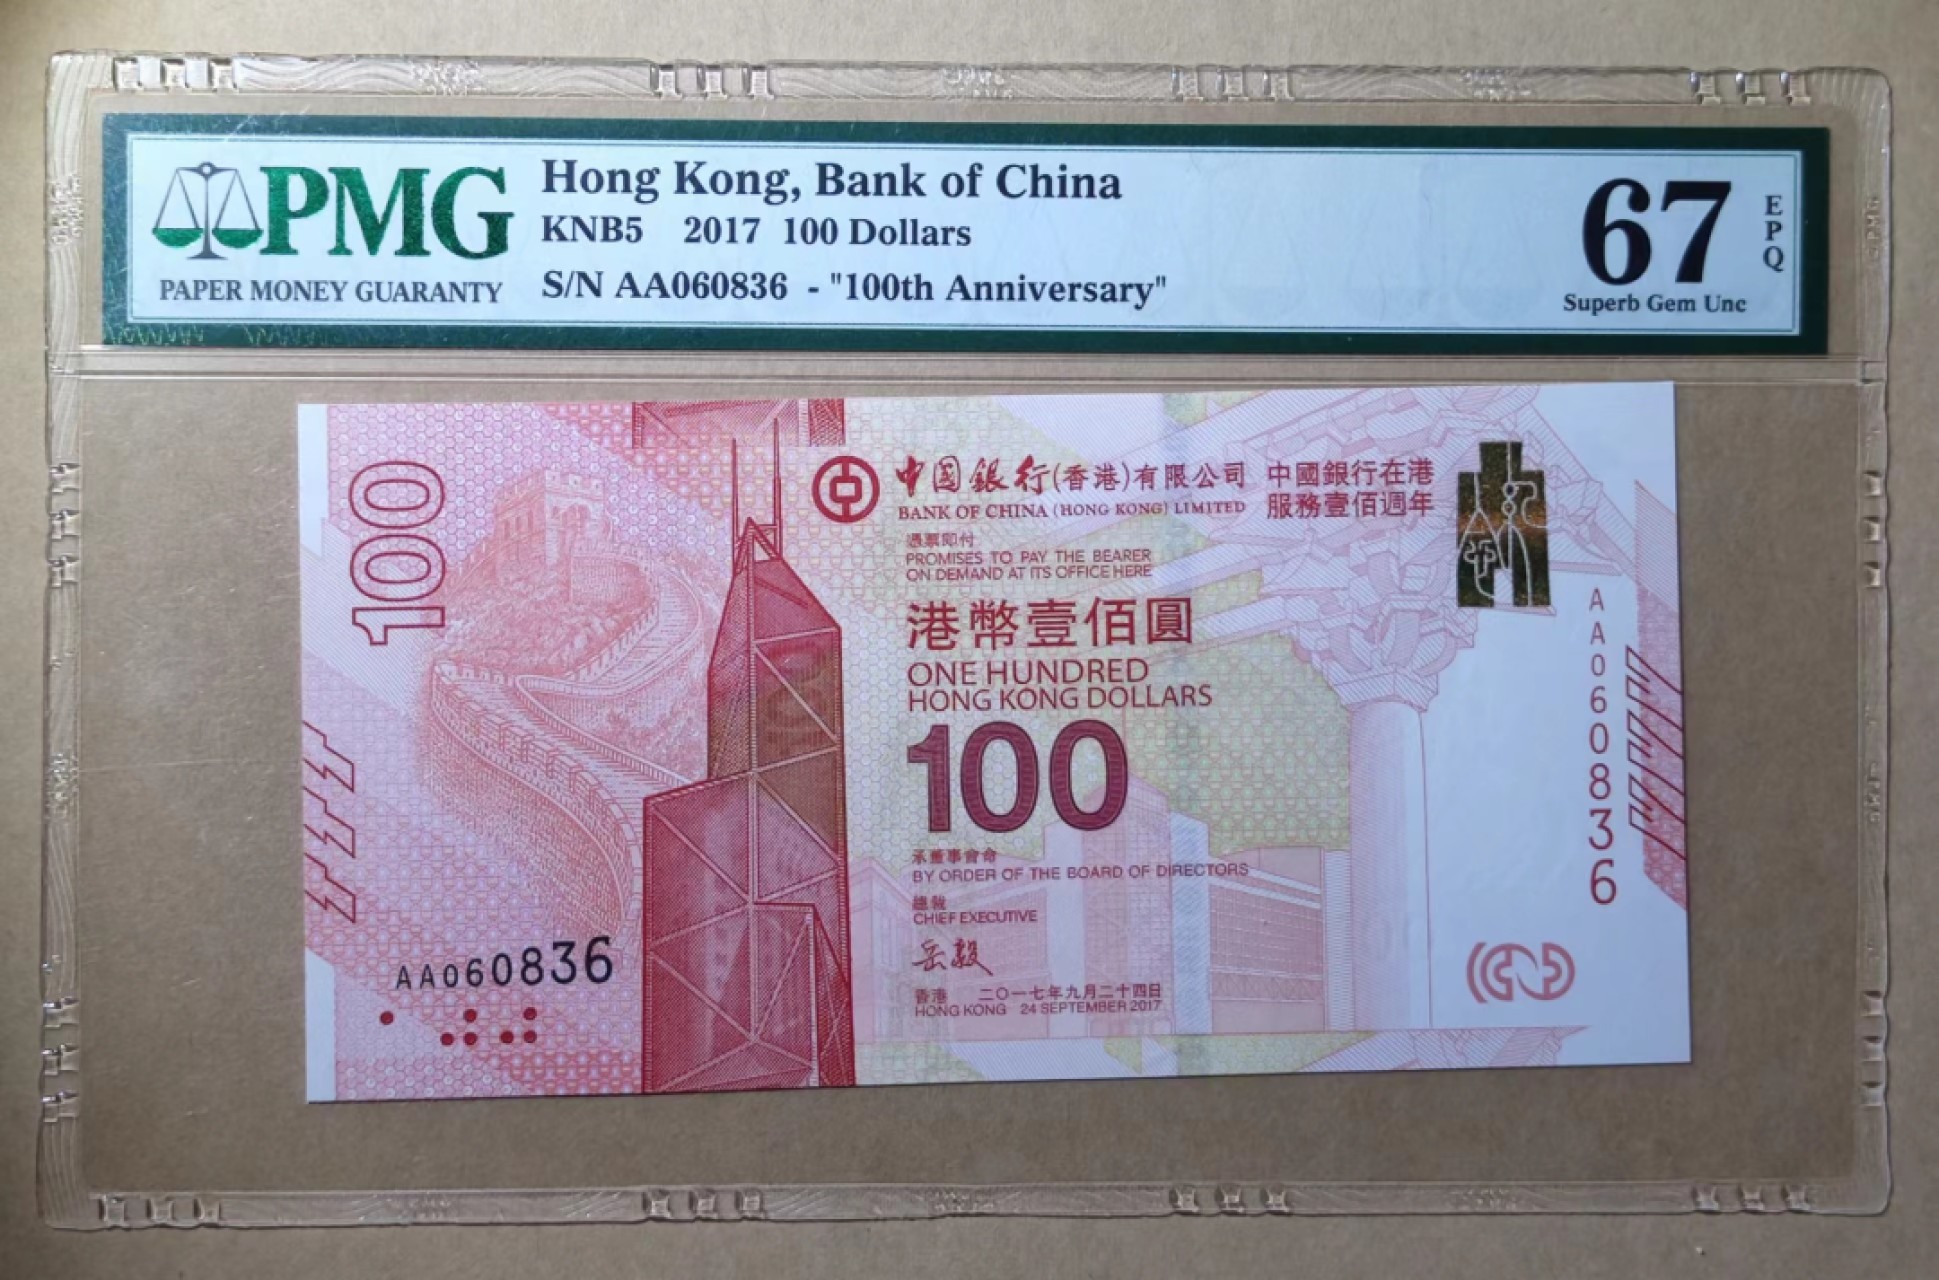 PMG
PAPER MONEY GUARANTY
Hong Kong, Bank of China
KNB5 2017 100 Dollars
S/N AA060836 - "100th Anniversary"
67
EPQ
Superb Gem Unc
100
中國銀行(香港)有限公司
BANK OF CHINA (HONG KONG) LIMITED
中國銀行在港
服務壹佰週年
憑票即付
PROMISES TO PAY THE BEARER
ON DEMAND AT ITS OFFICE HERE
港幣壹佰圓
ONE HUNDRED
HONG KONG DOLLARS
100
承董事會命
BY ORDER OF THE BOARD OF DIRECTORS
總裁
CHIEF EXECUTIVE
岳毅
香港 二〇一七年九月二十四日
HONG KONG 24 SEPTEMBER 2017
AA060836
AA060836